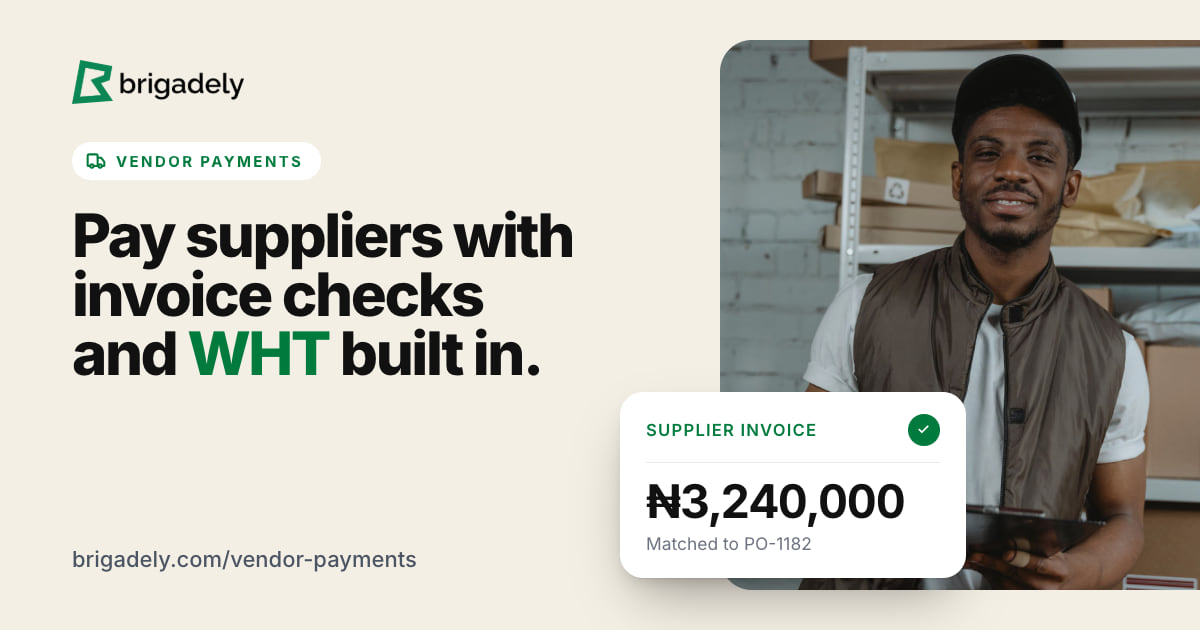 brigadely
VENDOR PAYMENTS
Pay suppliers with
invoice checks
and WHT built in.
SUPPLIER INVOICE
₦3,240,000
Matched to PO-1182
brigadely.com/vendor-payments